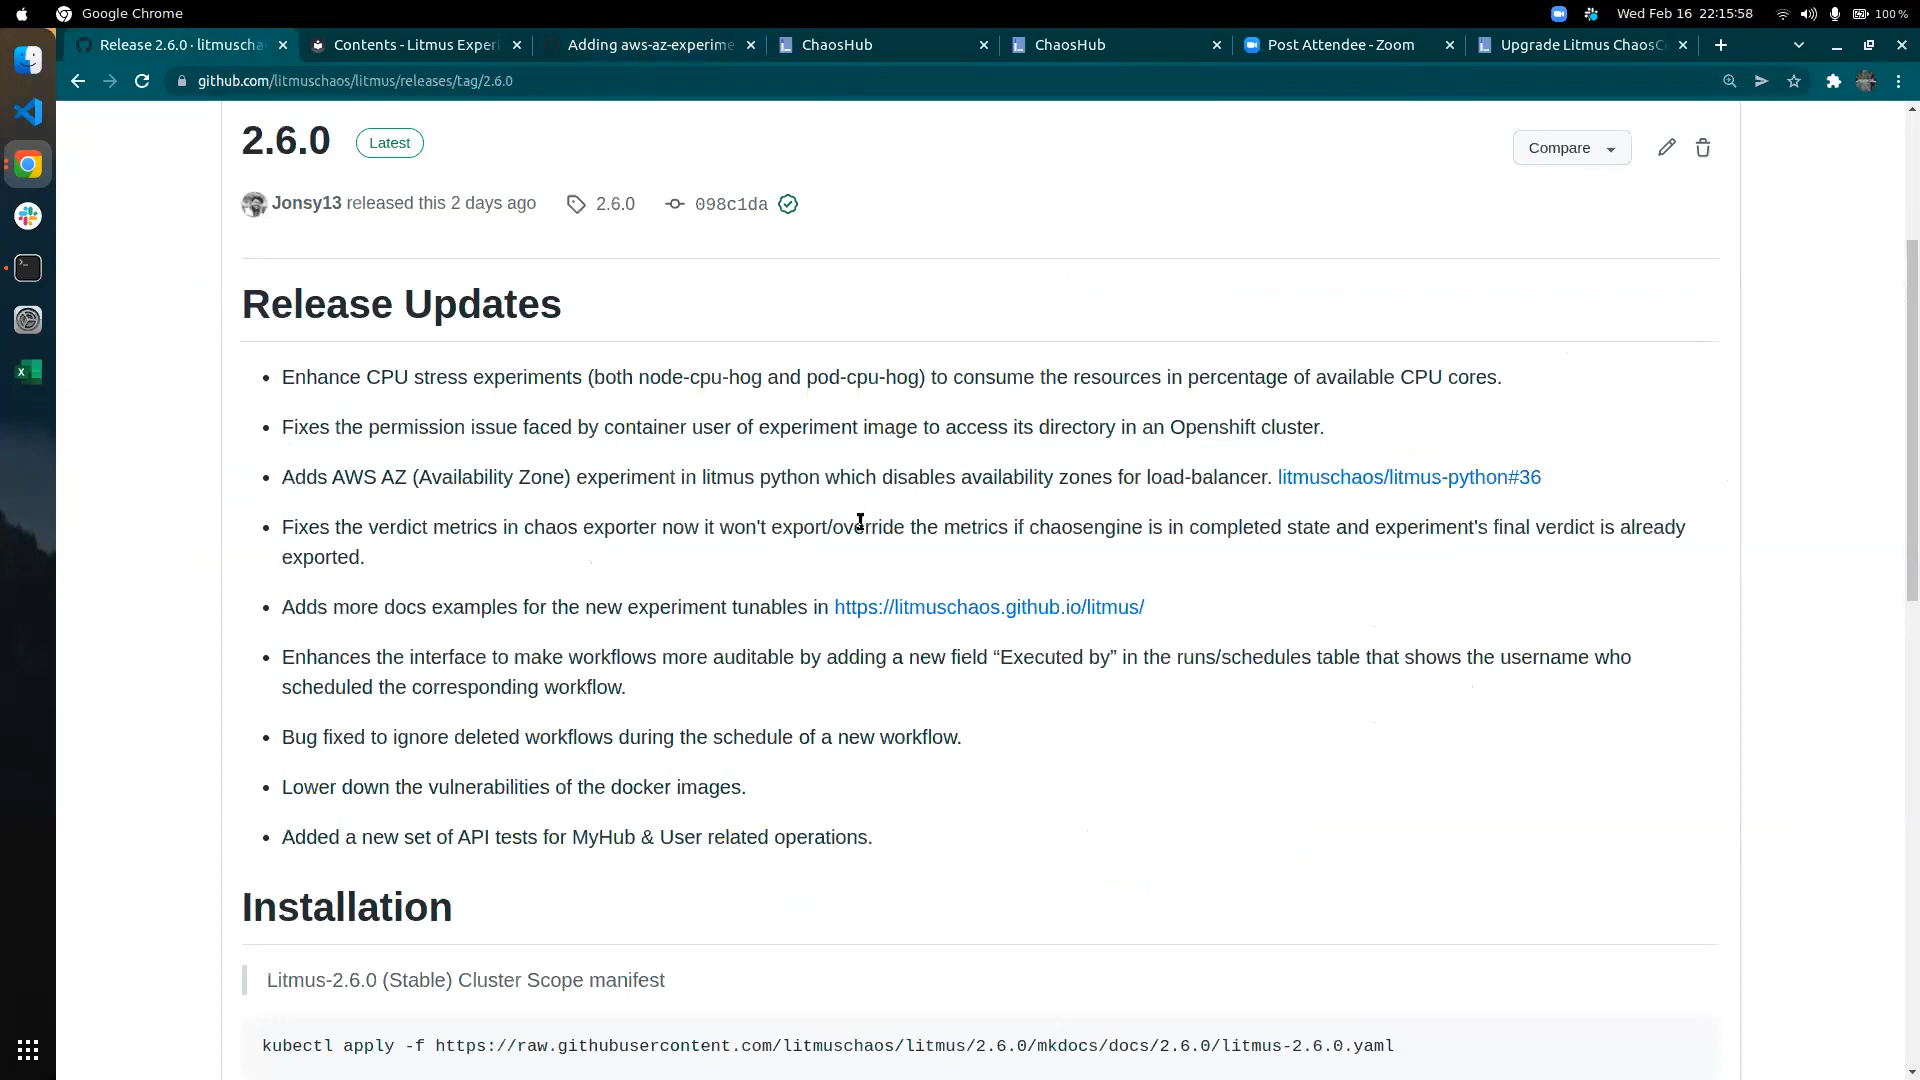 Google Chrome
Wed Feb 16 22:15:58
100 %
Release 2.6.0 · litmuscha
Contents - Litmus Experi
Adding aws-az-experime
ChaosHub
ChaosHub
Post Attendee - Zoom
Upgrade Litmus ChaosC
github.com/litmuschaos/litmus/releases/tag/2.6.0
2.6.0
Latest
Compare
Jonsy13 released this 2 days ago
2.6.0
098c1da
Release Updates
Enhance CPU stress experiments (both node-cpu-hog and pod-cpu-hog) to consume the resources in percentage of available CPU cores.
Fixes the permission issue faced by container user of experiment image to access its directory in an Openshift cluster.
Adds AWS AZ (Availability Zone) experiment in litmus python which disables availability zones for load-balancer. litmuschaos/litmus-python#36
Fixes the verdict metrics in chaos exporter now it won't export/override the metrics if chaosengine is in completed state and experiment's final verdict is already
exported.
Adds more docs examples for the new experiment tunables in https://litmuschaos.github.io/litmus/
Enhances the interface to make workflows more auditable by adding a new field “Executed by” in the runs/schedules table that shows the username who
scheduled the corresponding workflow.
Bug fixed to ignore deleted workflows during the schedule of a new workflow.
Lower down the vulnerabilities of the docker images.
Added a new set of API tests for MyHub & User related operations.
Installation
Litmus-2.6.0 (Stable) Cluster Scope manifest
kubectl apply -f https://raw.githubusercontent.com/litmuschaos/litmus/2.6.0/mkdocs/docs/2.6.0/litmus-2.6.0.yaml